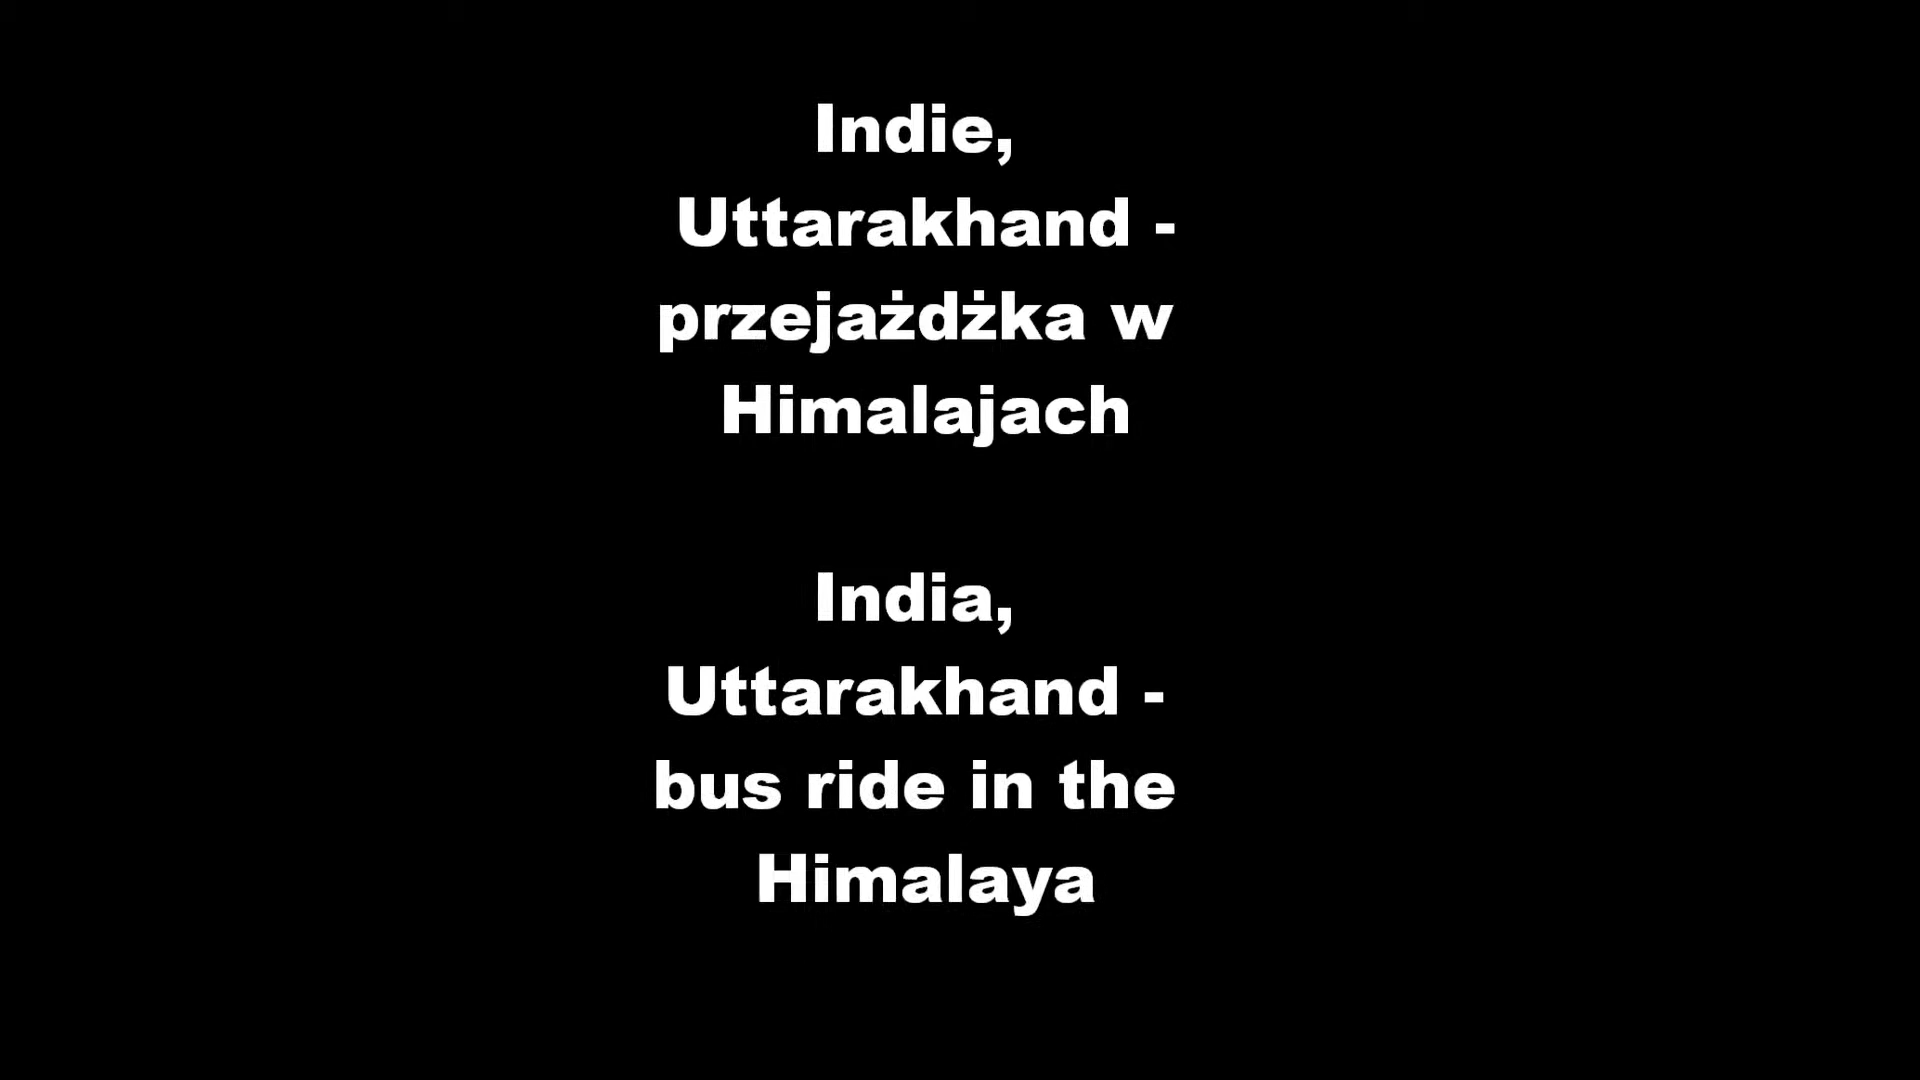 Indie,
Uttarakhand -
przejażdżka w
Himalajach
India,
Uttarakhand -
bus ride in the
Himalaya